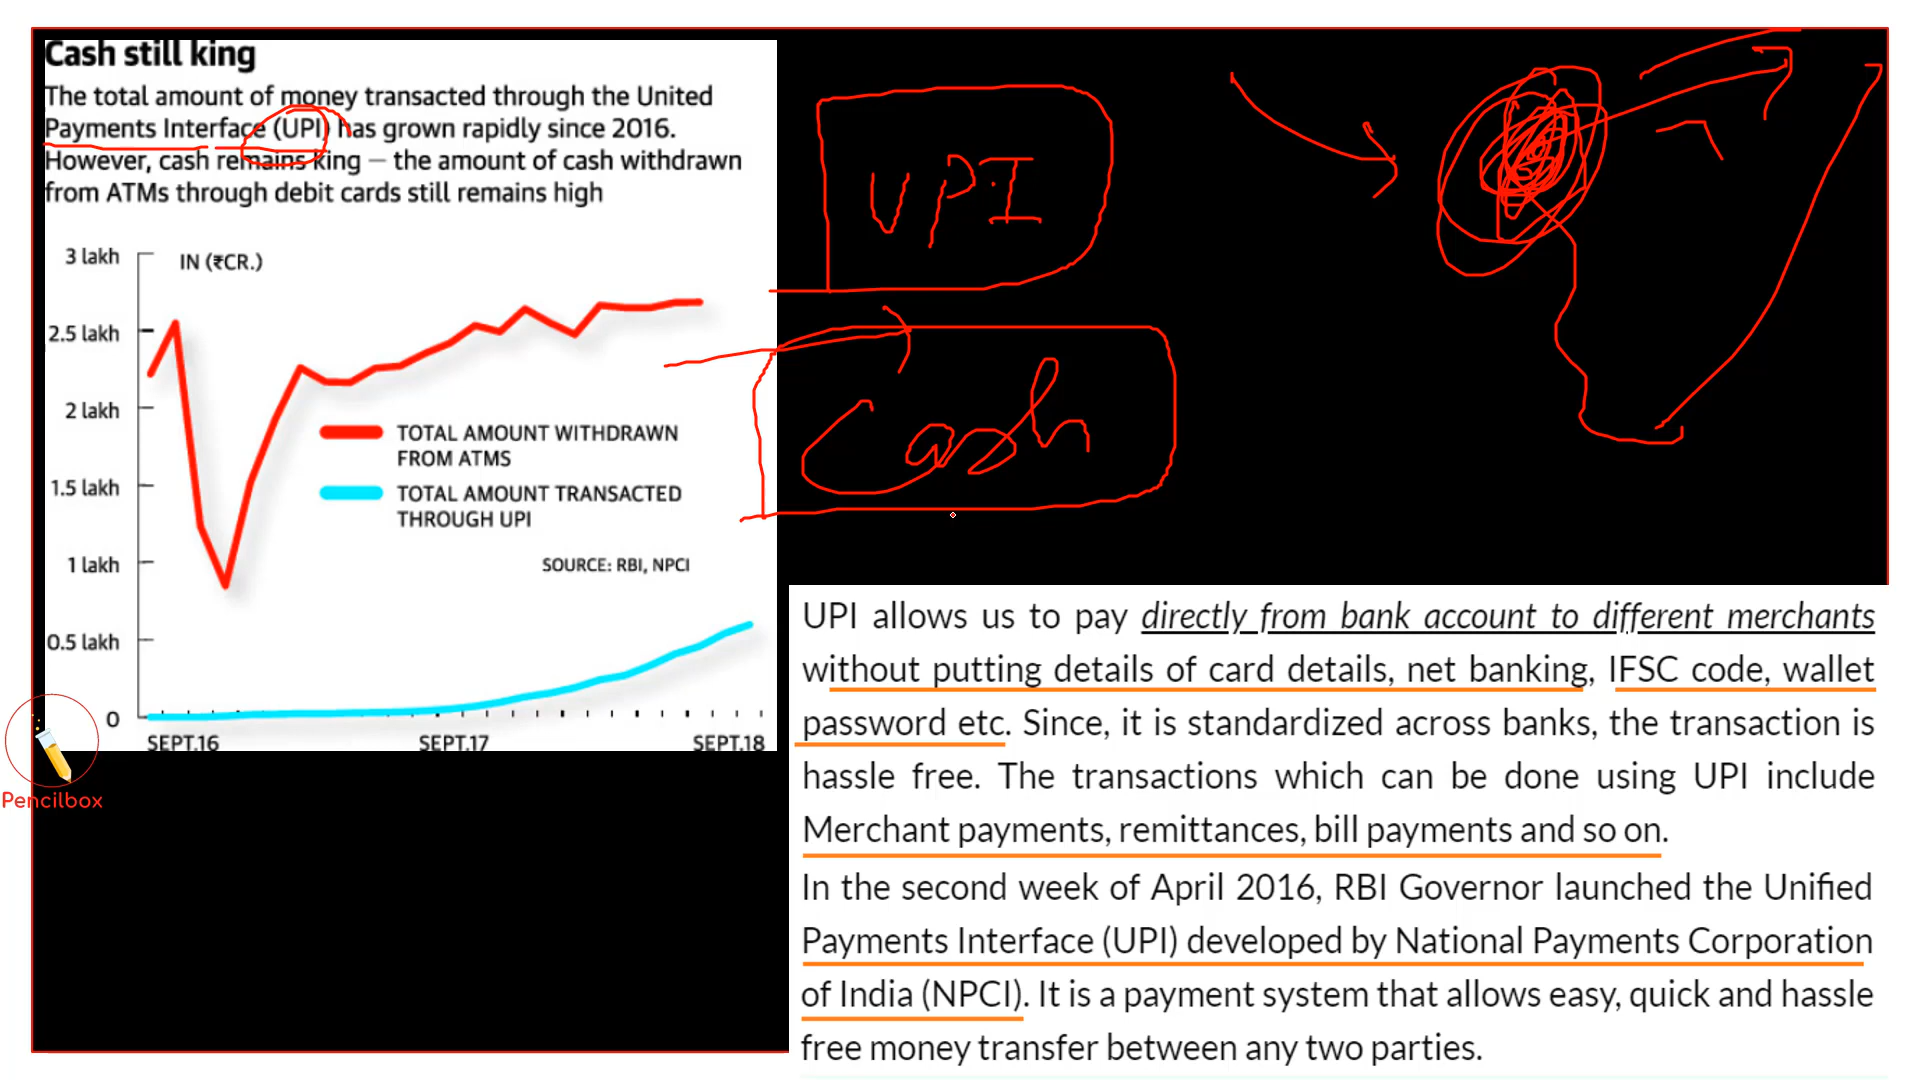 Cash still king
The total amount of money transacted through the United
Payments Interface (UPI) has grown rapidly since 2016.
However, cash remains king — the amount of cash withdrawn
from ATMs through debit cards still remains high
3 lakh
IN (₹CR.)
2.5 lakh
2 lakh
1.5 lakh
1 lakh
0.5 lakh
0
TOTAL AMOUNT WITHDRAWN
FROM ATMS
TOTAL AMOUNT TRANSACTED
THROUGH UPI
SOURCE: RBI, NPCI
SEPT.16
SEPT.17
SEPT.18
UPI
Cash
Pencilbox
UPI allows us to pay directly from bank account to different merchants
without putting details of card details, net banking, IFSC code, wallet
password etc. Since, it is standardized across banks, the transaction is
hassle free. The transactions which can be done using UPI include
Merchant payments, remittances, bill payments and so on.
In the second week of April 2016, RBI Governor launched the Unified
Payments Interface (UPI) developed by National Payments Corporation
of India (NPCI). It is a payment system that allows easy, quick and hassle
free money transfer between any two parties.